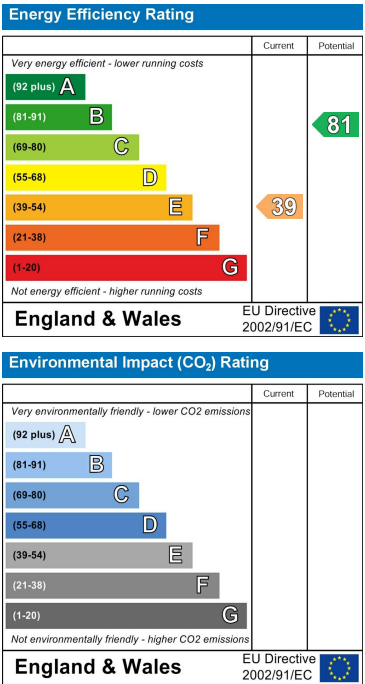 Energy Efficiency Rating
Current Potential
Very energy efficient - lower running costs
(92 plus) A
(81-91) B
81
(69-80) C
(55-68) D
(39-54) E
39
(21-38) F
(1-20) G
Not energy efficient - higher running costs
England & Wales
EU Directive
2002/91/EC
Environmental Impact (CO₂) Rating
Current Potential
Very environmentally friendly - lower CO2 emissions
(92 plus) A
(81-91) B
(69-80) C
(55-68) D
(39-54) E
(21-38) F
(1-20) G
Not environmentally friendly - higher CO2 emissions
England & Wales
EU Directive
2002/91/EC